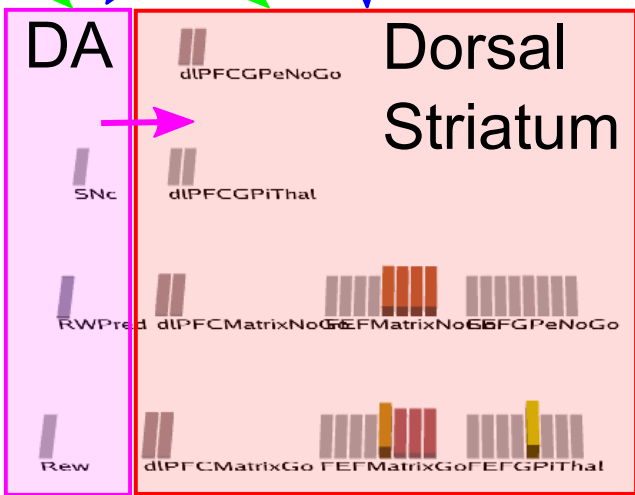 DA
Dorsal
Striatum
dlPFCGPeNoGo
SNc
dlPFCGPiThal
RWPred
dlPFCMatrixNoGo
FEFMatrixNoGo
FEFGPeNoGo
Rew
dlPFCMatrixGo
FEFMatrixGo
FEFGPiThal